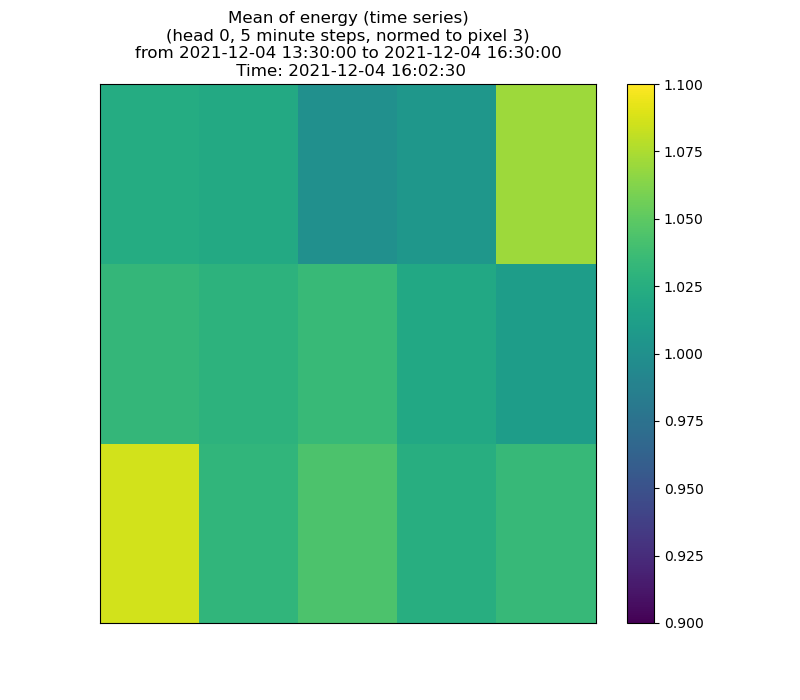 Mean of energy (time series)
(head 0, 5 minute steps, normed to pixel 3)
from 2021-12-04 13:30:00 to 2021-12-04 16:30:00
Time: 2021-12-04 16:02:30
1.100
1.075
1.050
1.025
1.000
0.975
0.950
0.925
0.900